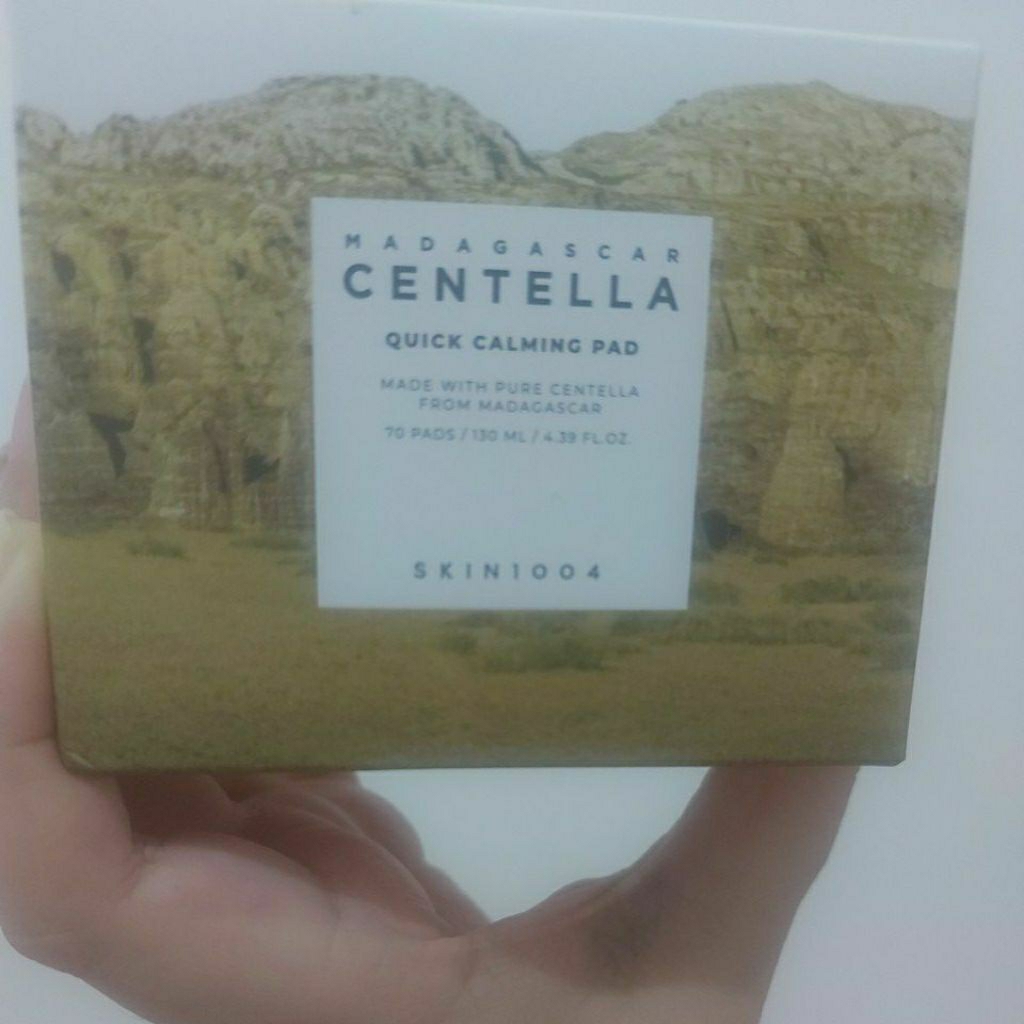 MADAGASCAR
CENTELLA
QUICK CALMING PAD
MADE WITH PURE CENTELLA
FROM MADAGASCAR
70 PADS / 130 ML / 4.39 FL.OZ.
SKIN1004